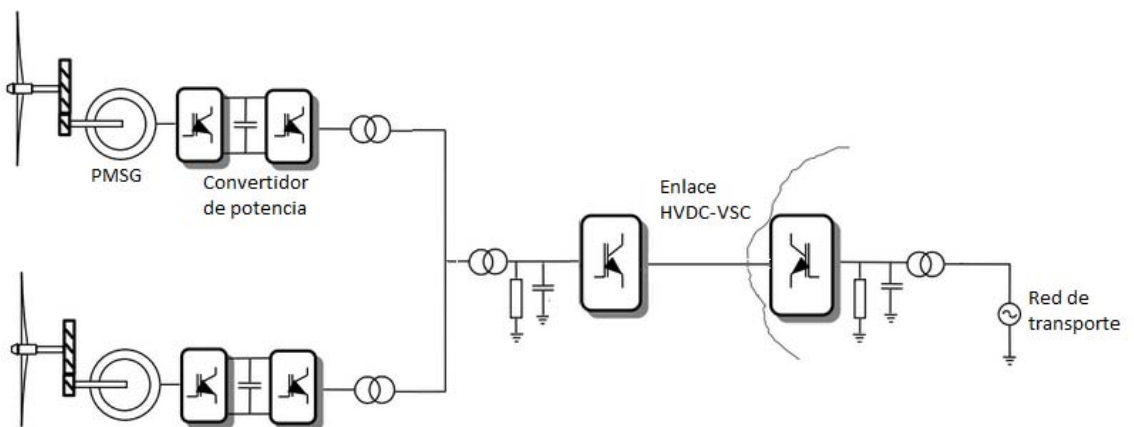 PMSG
Convertidor
de potencia
Enlace
HVDC-VSC
Red de
transporte